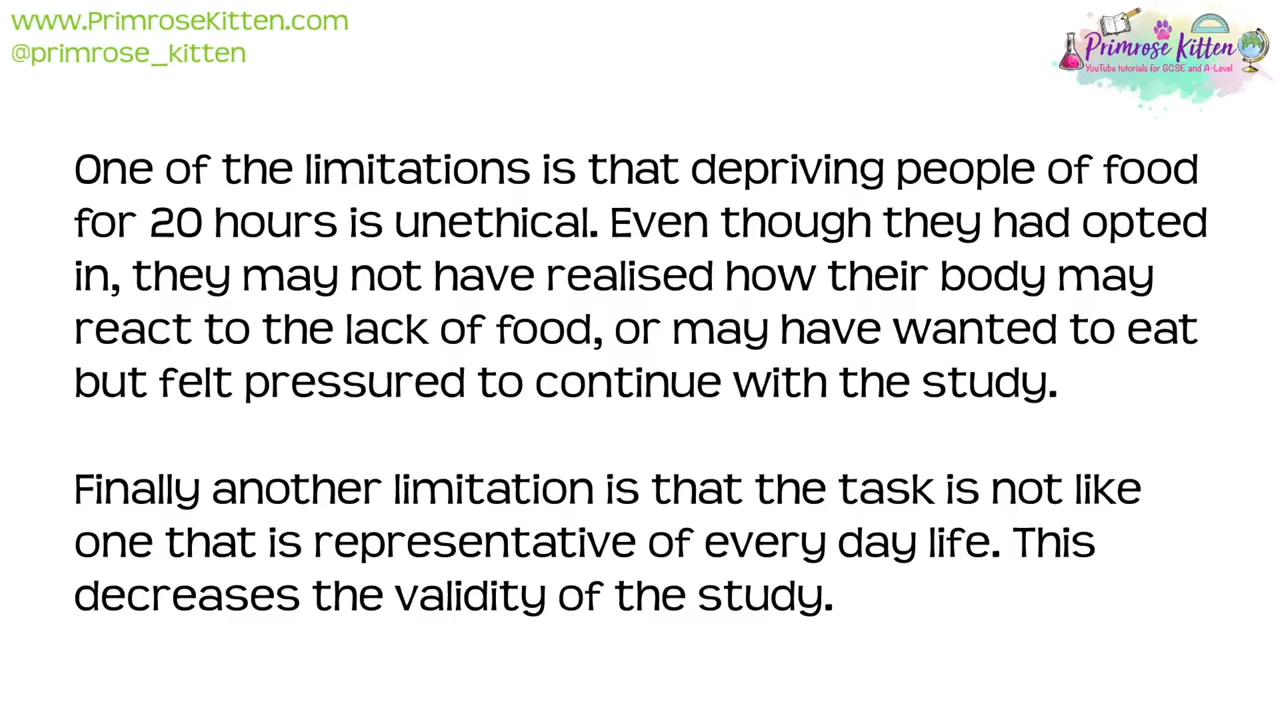 www.PrimroseKitten.com
@primrose_kitten
Primrose Kitten
YouTube tutorials for GCSE and A-Level
One of the limitations is that depriving people of food
for 20 hours is unethical. Even though they had opted
in, they may not have realised how their body may
react to the lack of food, or may have wanted to eat
but felt pressured to continue with the study.
Finally another limitation is that the task is not like
one that is representative of every day life. This
decreases the validity of the study.